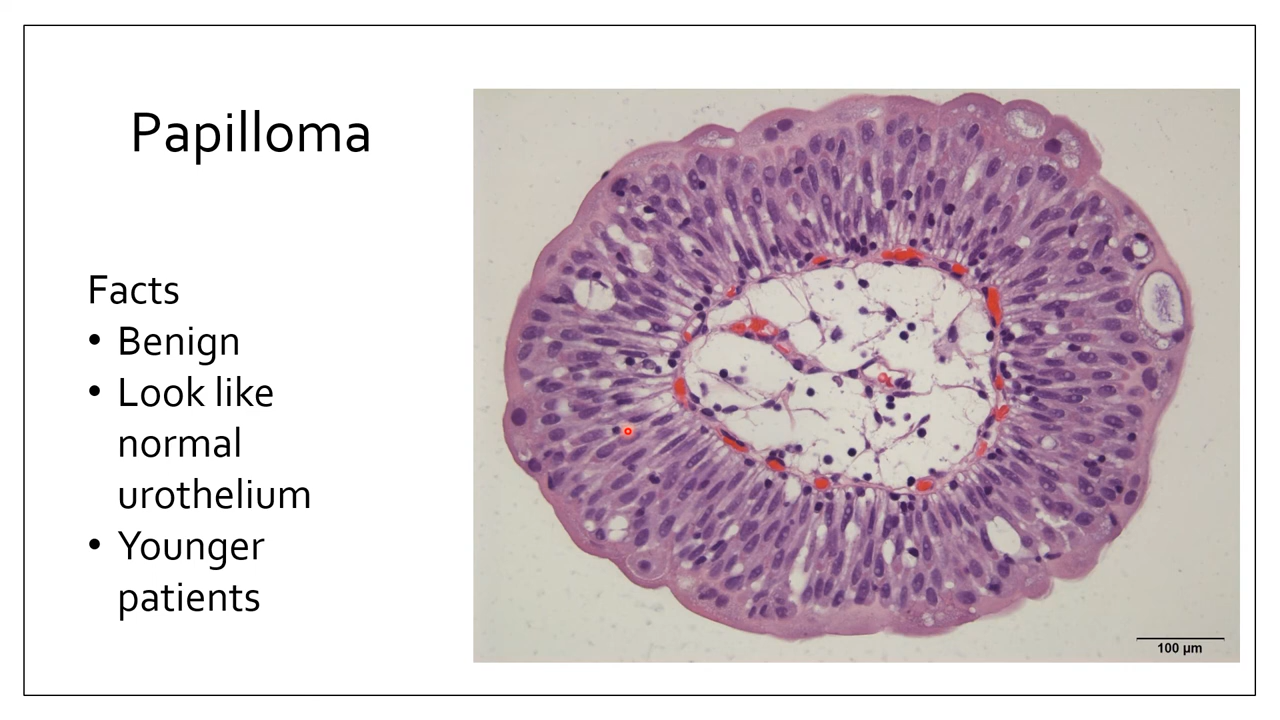 Papilloma
Facts
• Benign
• Look like
normal
urothelium
• Younger
patients
100 µm